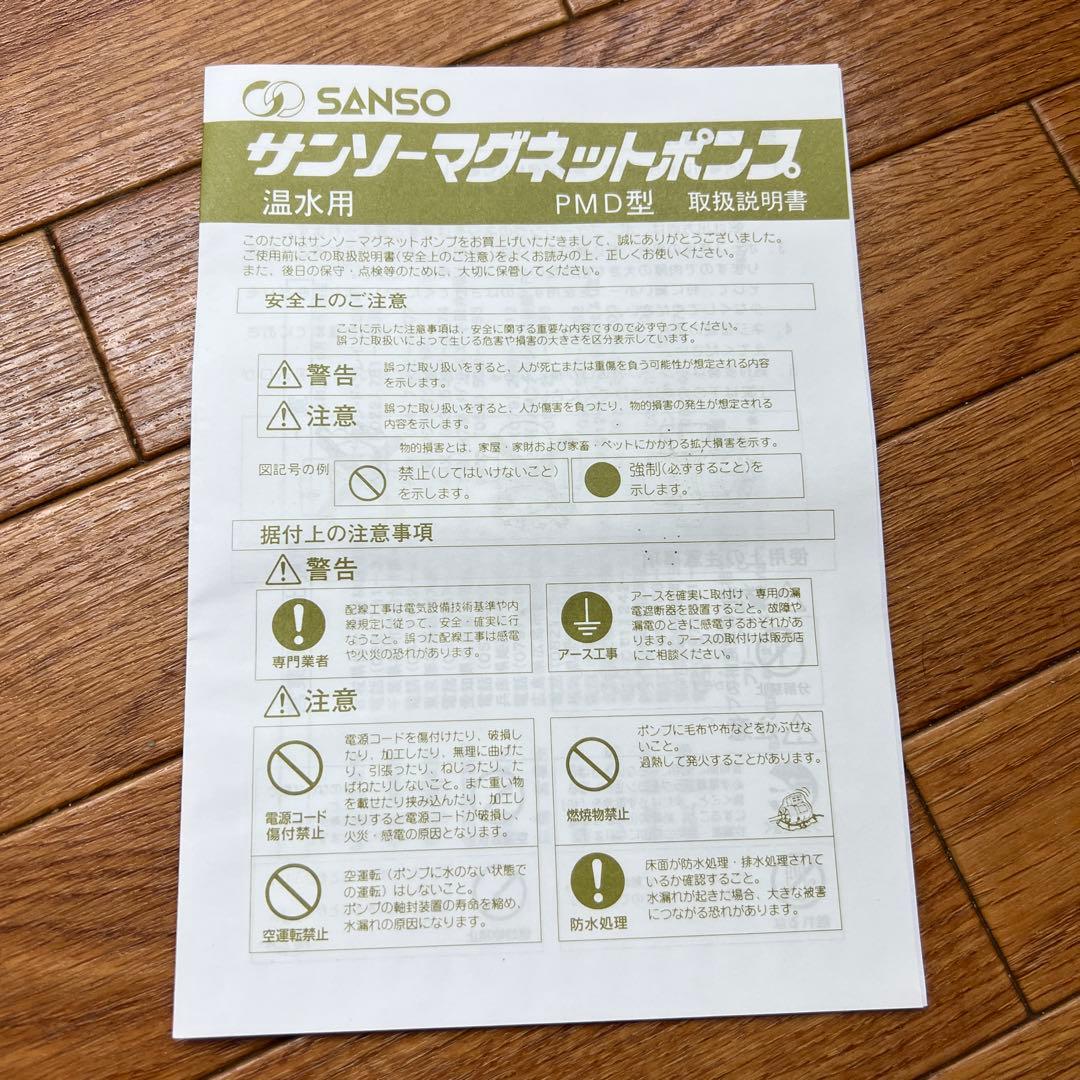 SANSO
サンソーマグネットポンプ
温水用 PMD型 取扱説明書
このたびはサンソーマグネットポンプをお買上げいただきまして、誠にありがとうございました。
ご使用前にこの取扱説明書(安全上のご注意)をよくお読みの上、正しくお使いください。
また、後日の保守・点検等のために、大切に保管してください。
安全上のご注意
ここに示した注意事項は、安全に関する重要な内容ですので必ず守ってください。
誤った取扱いによって生じる危害や損害の大きさを区分表示しています。
警告
誤った取り扱いをすると、人が死亡または重傷を負う可能性が想定される内容
を示します。
注意
誤った取り扱いをすると、人が傷害を負ったり、物的損害の発生が想定される
内容を示します。
物的損害とは、家屋・家財および家畜・ペットにかかわる拡大損害を示す。
図記号の例
禁止(してはいけないこと)
を示します。
強制(必ずすること)を
示します。
据付上の注意事項
警告
専門業者
配線工事は電気設備技術基準や内
線規定に従って、安全・確実に行
なうこと。誤った配線工事は感電
や火災の恐れがあります。
アース工事
アースを確実に取付け、専用の漏
電遮断器を設置すること。故障や
漏電のときに感電するおそれがあ
ります。アースの取付けは販売店
にご相談ください。
注意
電源コード
傷付禁止
電源コードを傷付けたり、破損し
たり、加工したり、無理に曲げた
り、引張ったり、ねじったり、た
ばねたりしないこと。また重い物
を載せたり挟み込んだり、加工し
たりすると電源コードが破損し、
火災・感電の原因となります。
燃焼物禁止
ポンプに毛布や布などをかぶせな
いこと。
過熱して発火することがあります。
空運転禁止
空運転(ポンプに水のない状態で
の運転)はしないこと。
ポンプの軸封装置の寿命を縮め、
水漏れの原因になります。
防水処理
床面が防水処理・排水処理されて
いるか確認すること。
水漏れが起きた場合、大きな被害
につながる恐れがあります。